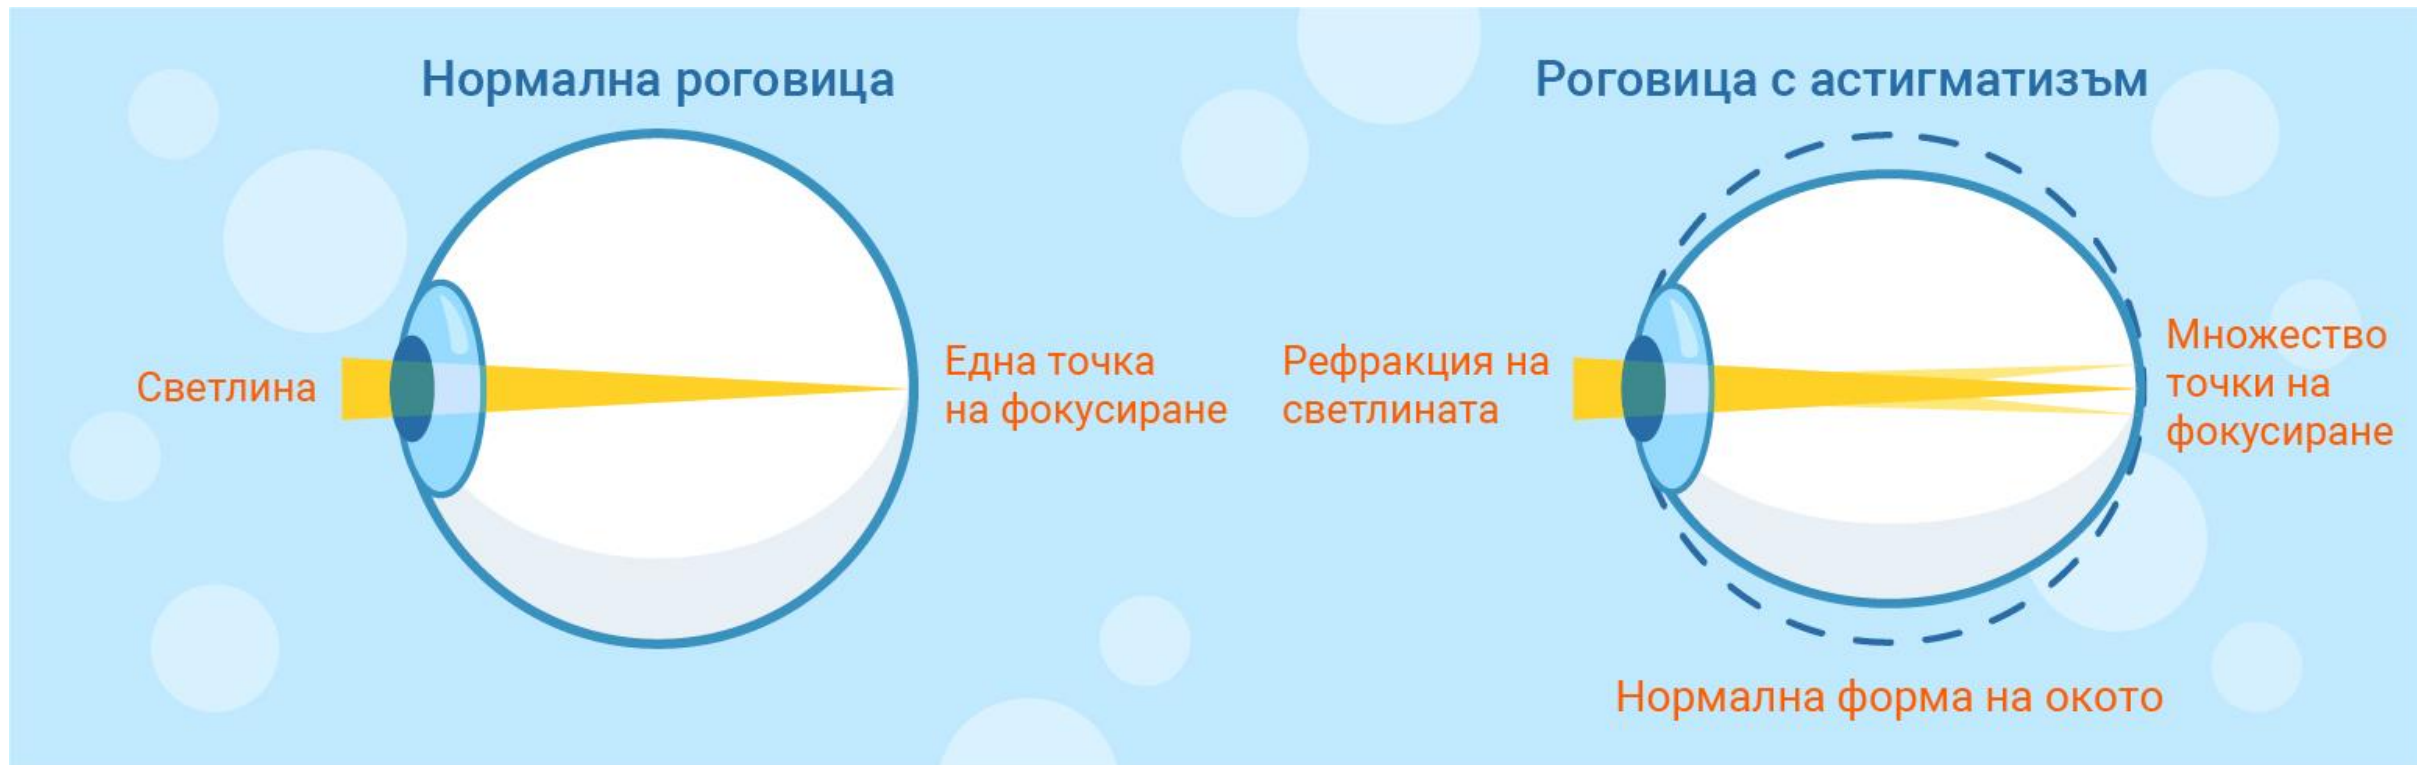 Нормална роговица
Светлина
Една точка
на фокусиране
Роговица с астигматизъм
Рефракция на
светлината
Множество
точки на
фокусиране
Нормална форма на окото